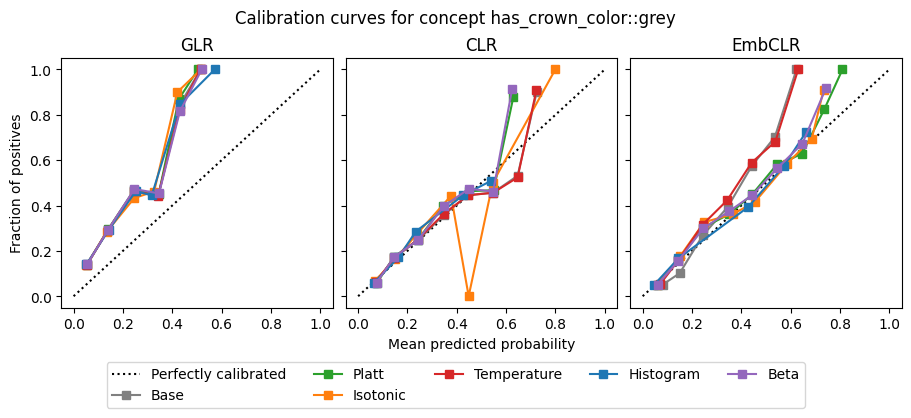 Calibration curves for concept has_crown_color::grey
GLR
CLR
EmbCLR
Fraction of positives
1.0
0.8
0.6
0.4
0.2
0.0
0.0 0.2 0.4 0.6 0.8 1.0
0.0 0.2 0.4 0.6 0.8 1.0
0.0 0.2 0.4 0.6 0.8 1.0
Mean predicted probability
Perfectly calibrated
Base
Platt
Isotonic
Temperature
Histogram
Beta